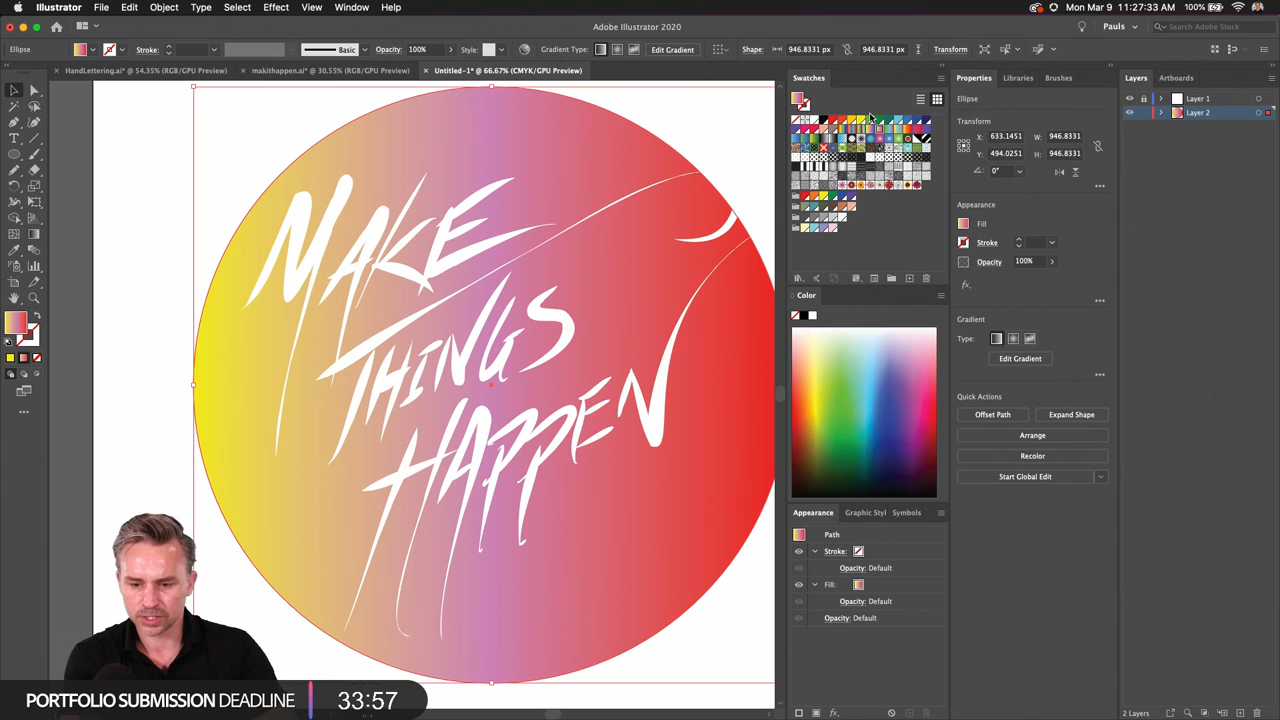 Illustrator File Edit Object Type Select Effect View Window Help
100% Mon Mar 9 11:27:33 AM
Adobe Illustrator 2020
Pauls
Search Adobe Stock
Ellipse
Stroke:
Basic
Opacity: 100%
Style:
Gradient Type:
Edit Gradient
Shape:
946.8331 px
946.8331 px
Transform
HandLettering.ai* @ 54.35% (RGB/GPU Preview)
makithappen.ai* @ 30.55% (RGB/GPU Preview)
Untitled-1* @ 66.67% (CMYK/GPU Preview)
MAKE
THINGS
HAPPEN
Swatches
Color
Appearance Graphic Styl Symbols
Path
Stroke:
Opacity: Default
Fill:
Opacity: Default
Opacity: Default
Properties Libraries Brushes
Ellipse
Transform
X: 633.1451 W: 946.8331
Y: 494.0251 H: 946.8331
0°
Appearance
Fill
Stroke
Opacity 100%
fx.
Gradient
Type:
Edit Gradient
Quick Actions
Offset Path Expand Shape
Arrange
Recolor
Start Global Edit
Layers Artboards
Layer 1
Layer 2
2 Layers
PORTFOLIO SUBMISSION DEADLINE 33:57